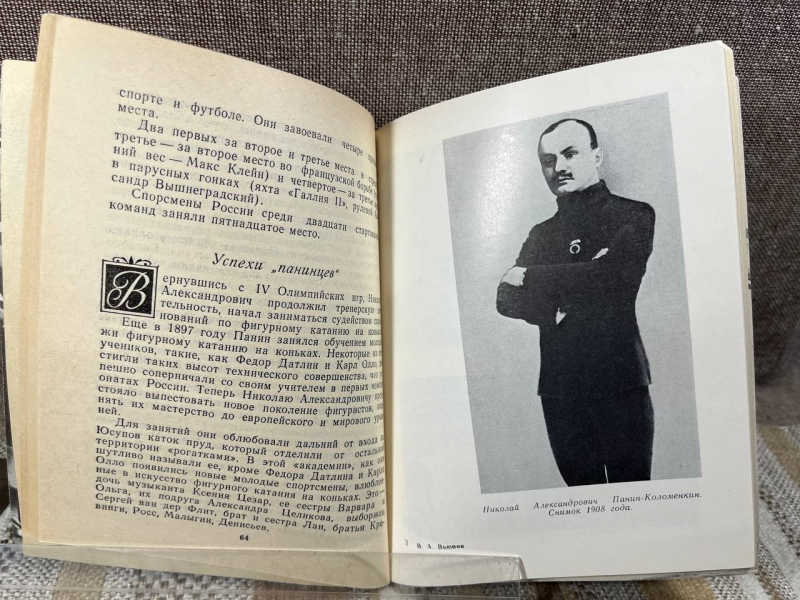 спорте и футболе. Они завоевали четыре
места.
Два первых за второе и третье места в
третье — за второе место во французской борьбе
ний вес — Макс Клейн) и четвертое — за третье
в парусных гонках (яхта «Галлия II», рулевой
сандр Вышнеградский).
Спортсмены России среди двадцати
команд заняли пятнадцатое место.
Успехи „панинцев“
Вернувшись с IV Олимпийских игр,
Александрович продолжил тренерскую
тельность, начал заниматься судейством
нований по фигурному катанию на
Еще в 1897 году Панин занялся обучением
жи фигурному катанию на коньках. Некоторые из
учеников, такие, как Федор Датлин и Карл Олло,
стигли таких высот технического совершенства,
пешно соперничали со своим учителем в первых
онатах России. Теперь Николаю Александровичу
стояло выпестовать новое поколение фигуристов,
нять их мастерство до европейского и мирового
ней.
Для занятий они облюбовали дальний от входа
Юсупов каток пруд, который отделили от
территории «рогатками». В этой «академии», как
шутливо называли ее, кроме Федора Датлина и Карла
Олло появились новые молодые спортсмены,
ные в искусство фигурного катания на коньках. Это —
дочь музыканта Ксения Цезар, ее сестры Варвара и
Ольга, их подруга Александра Целикова,
Сергей ван дер Флит, брат и сестра Лан, братья
ванги, Росс, Малыгин, Денисьев.
64
Николай Александрович Панин-Коломенкин.
Снимок 1908 года.
3 В. А. Вьюнов